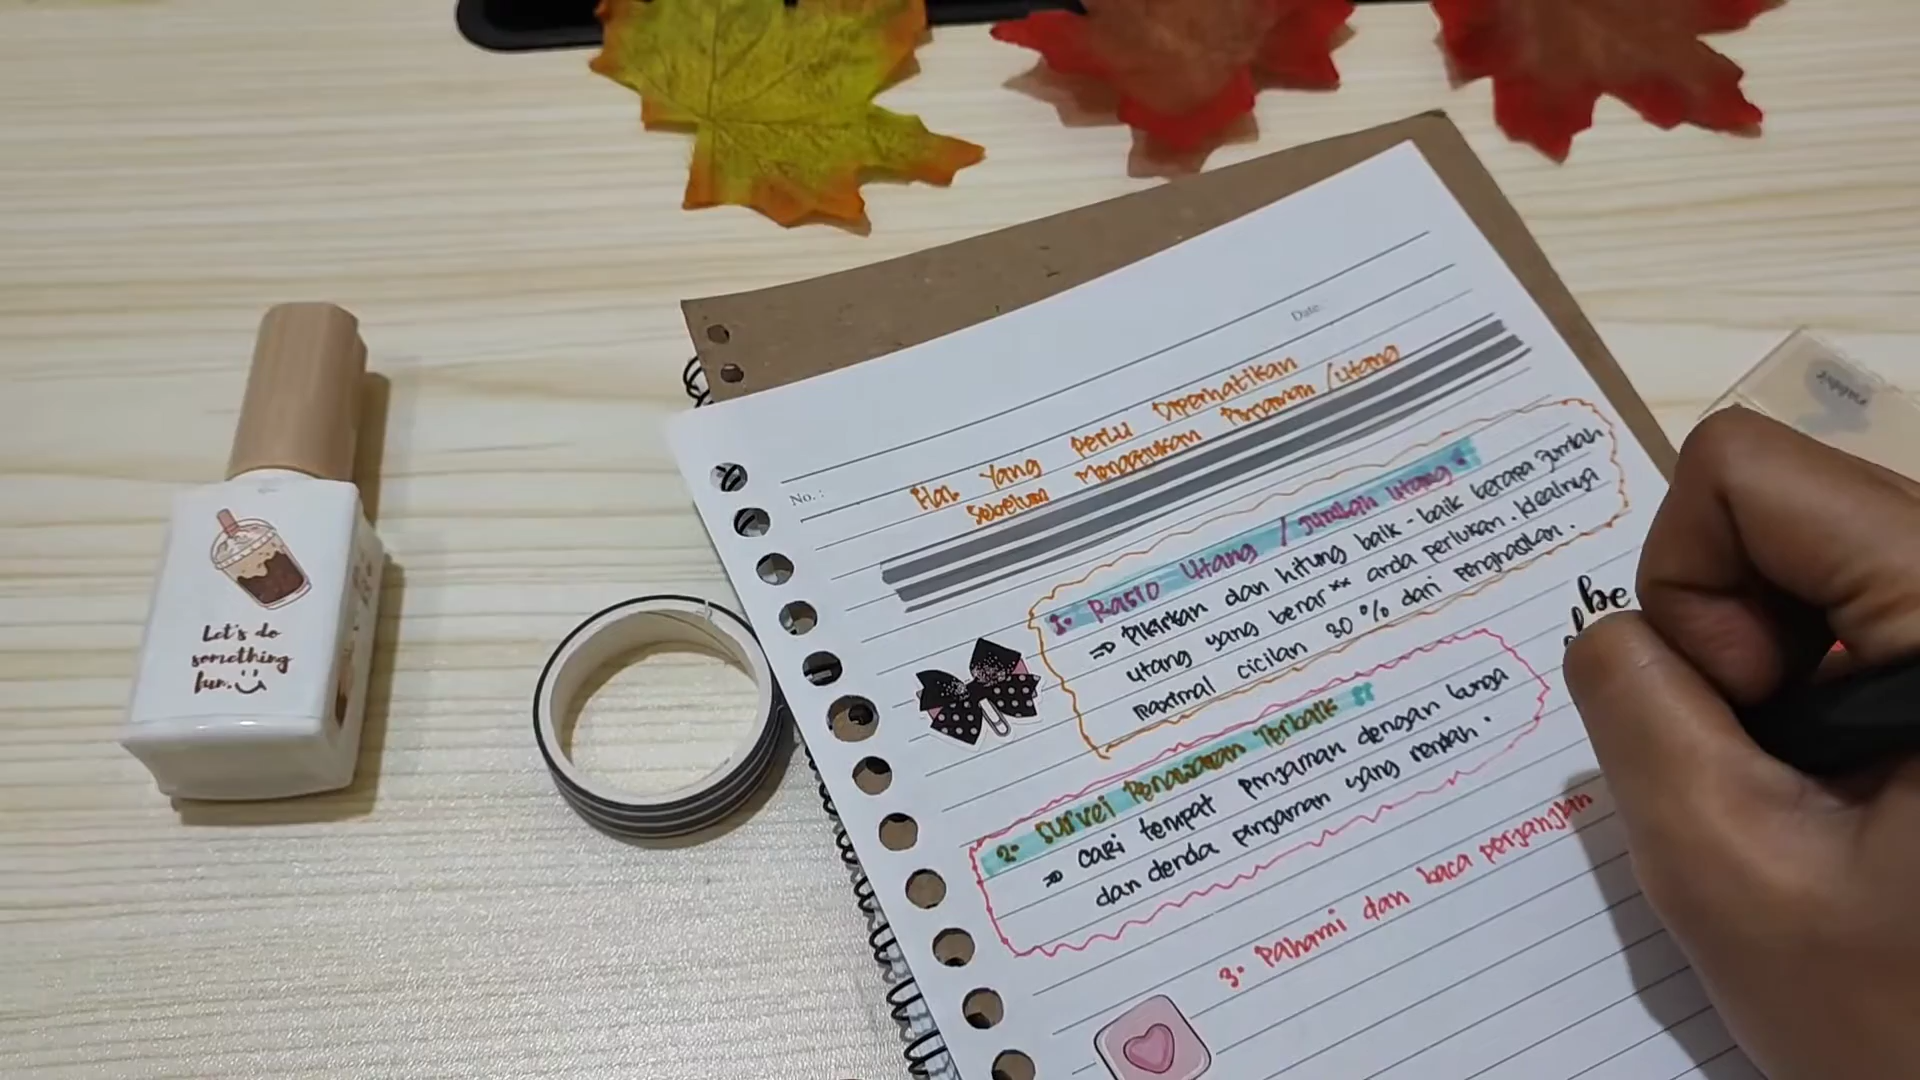 Date:
No. :
Hal yang perlu Diperhatikan
sebelum Mengajukan Pinjaman / utang
1. Rasio utang / Jumlah utang
=> Pikirkan dan hitung baik - baik berapa jumlah
utang yang benar** anda perlukan. Idealnya
maximal cicilan 30 % dari penghasilan.
2. Survei Penawaran Terbaik
=> cari tempat pinjaman dengan bunga
dan denda pinjaman yang rendah.
3. Pahami dan baca perjanjian
be
Let's do
something
fun.